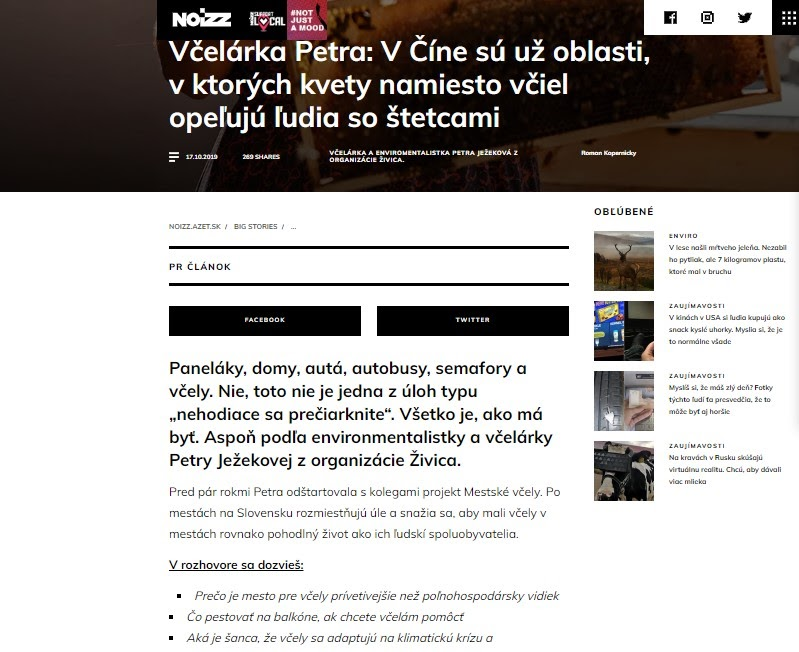 NOIZZ
#SUPPORT
LOCAL
#NOT
JUST
A MOOD
Včelárka Petra: V Číne sú už oblasti,
v ktorých kvety namiesto včiel
opeľujú ľudia so štetcami
17.10.2019
269 SHARES
VČELÁRKA A ENVIROMENTALISTKA PETRA JEŽEKOVÁ Z
ORGANIZÁCIE ŽIVICA.
Roman Kopernicky
NOIZZ.AZET.SK / BIG STORIES / ...
PR ČLÁNOK
FACEBOOK
TWITTER
Paneláky, domy, autá, autobusy, semafory a
včely. Nie, toto nie je jedna z úloh typu
„nehodiace sa prečiarknite“. Všetko je, ako má
byť. Aspoň podľa environmentalistky a včelárky
Petry Ježekovej z organizácie Živica.
Pred pár rokmi Petra odštartovala s kolegami projekt Mestské včely. Po
mestách na Slovensku rozmiestňujú úle a snažia sa, aby mali včely v
mestách rovnako pohodlný život ako ich ľudskí spoluobyvatelia.
V rozhovore sa dozvieš:
▪ Prečo je mesto pre včely prívetivejšie než poľnohospodársky vidiek
▪ Čo pestovať na balkóne, ak chcete včelám pomôcť
▪ Aká je šanca, že včely sa adaptujú na klimatickú krízu a
OBĽÚBENÉ
ENVIRO
V lese našli mŕtveho jeleňa. Nezabil
ho pytliak, ale 7 kilogramov plastu,
ktoré mal v bruchu
ZAUJÍMAVOSTI
V kinách v USA si ľudia kupujú ako
snack kyslé uhorky. Myslia si, že je
to normálne všade
ZAUJÍMAVOSTI
Myslíš si, že máš zlý deň? Fotky
týchto ľudí ťa presvedčia, že to
môže byť aj horšie
ZAUJÍMAVOSTI
Na kravách v Rusku skúšajú
virtuálnu realitu. Chcú, aby dávali
viac mlieka